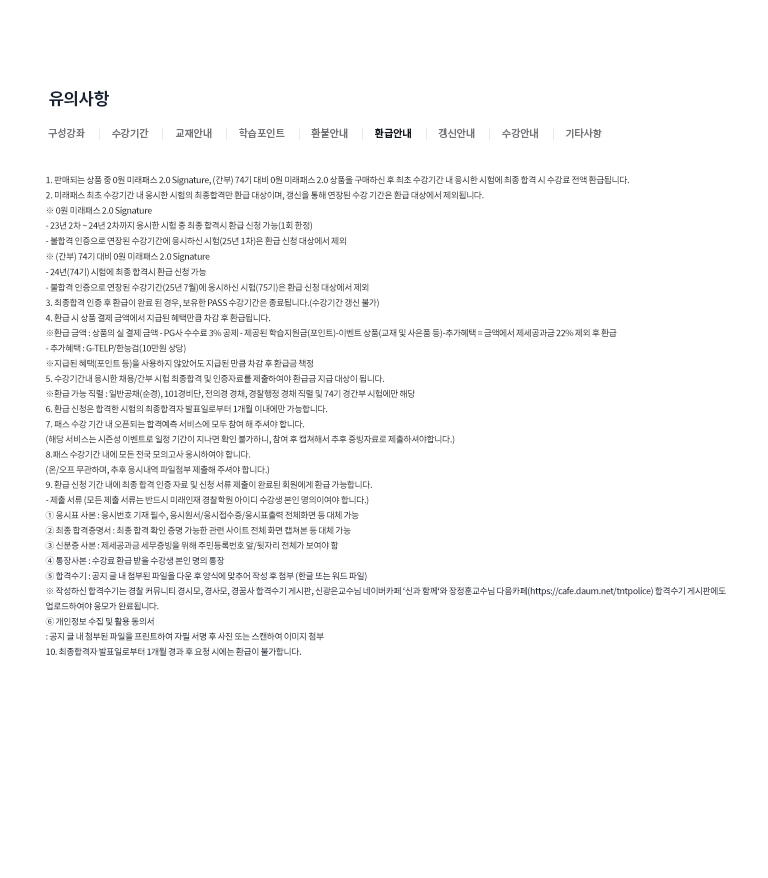 유의사항
구성강좌 수강기간 교재안내 학습포인트 환불안내 환급안내 갱신안내 수강안내 기타사항
1. 판매되는 상품 중 0원 미래패스 2.0 Signature, (간부) 74기 대비 0원 미래패스 2.0 상품을 구매하신 후 최초 수강기간 내 응시한 시험에 최종 합격 시 수강료 전액 환급됩니다.
2. 미래패스 최초 수강기간 내 응시한 시험의 최종합격만 환급 대상이며, 갱신을 통해 연장된 수강 기간은 환급 대상에서 제외됩니다.
※ 0원 미래패스 2.0 Signature
- 23년 2차 ~ 24년 2차까지 응시한 시험 중 최종 합격시 환급 신청 가능(1회 한정)
- 불합격 인증으로 연장된 수강기간에 응시하신 시험(25년 1차)은 환급 신청 대상에서 제외
※ (간부) 74기 대비 0원 미래패스 2.0 Signature
- 24년(74기) 시험에 최종 합격시 환급 신청 가능
- 불합격 인증으로 연장된 수강기간(25년 7월)에 응시하신 시험(75기)은 환급 신청 대상에서 제외
3. 최종합격 인증 후 환급이 완료 된 경우, 보유한 PASS 수강기간은 종료됩니다.(수강기간 갱신 불가)
4. 환급 시 상품 결제 금액에서 지급된 혜택만큼 차감 후 환급됩니다.
※환급 금액 : 상품의 실 결제 금액 - PG사 수수료 3% 공제 - 제공된 학습지원금(포인트)-이벤트 상품(교재 및 사은품 등)-추가혜택 = 금액에서 제세공과금 22% 제외 후 환급
- 추가혜택 : G-TELP/한능검(10만원 상당)
※지급된 혜택(포인트 등)을 사용하지 않았어도 지급된 만큼 차감 후 환급금 책정
5. 수강기간내 응시한 채용/간부 시험 최종합격 및 인증자료를 제출하여야 환급금 지급 대상이 됩니다.
※환급 가능 직렬 : 일반공채(순경), 101경비단, 전의경 경채, 경찰행정 경채 직렬 및 74기 경간부 시험에만 해당
6. 환급 신청은 합격한 시험의 최종합격자 발표일로부터 1개월 이내에만 가능합니다.
7. 패스 수강 기간 내 오픈되는 합격예측 서비스에 모두 참여 해 주셔야 합니다.
(해당 서비스는 시즌성 이벤트로 일정 기간이 지나면 확인 불가하니, 참여 후 캡쳐해서 추후 증빙자료로 제출하셔야합니다.)
8.패스 수강기간 내에 모든 전국 모의고사 응시하여야 합니다.
(온/오프 무관하며, 추후 응시내역 파일첨부 제출해 주셔야 합니다.)
9. 환급 신청 기간 내에 최종 합격 인증 자료 및 신청 서류 제출이 완료된 회원에게 환급 가능합니다.
- 제출 서류 (모든 제출 서류는 반드시 미래인재 경찰학원 아이디 수강생 본인 명의이여야 합니다.)
① 응시표 사본 : 응시번호 기재 필수, 응시원서/응시접수증/응시표출력 전체화면 등 대체 가능
② 최종 합격증명서 : 최종 합격 확인 증명 가능한 관련 사이트 전체 화면 캡쳐본 등 대체 가능
③ 신분증 사본 : 제세공과금 세무증빙을 위해 주민등록번호 앞/뒷자리 전체가 보여야 함
④ 통장사본 : 수강료 환급 받을 수강생 본인 명의 통장
⑤ 합격수기 : 공지 글 내 첨부된 파일을 다운 후 양식에 맞추어 작성 후 첨부 (한글 또는 워드 파일)
※ 작성하신 합격수기는 경찰 커뮤니티 경시모, 경사모, 경꿈사 합격수기 게시판, 신광은교수님 네이버카페 '신과 함께'와 장정훈교수님 다음카페(https://cafe.daum.net/tntpolice) 합격수기 게시판에도
업로드하여야 응모가 완료됩니다.
⑥ 개인정보 수집 및 활용 동의서
: 공지 글 내 첨부된 파일을 프린트하여 자필 서명 후 사진 또는 스캔하여 이미지 첨부
10. 최종합격자 발표일로부터 1개월 경과 후 요청 시에는 환급이 불가합니다.